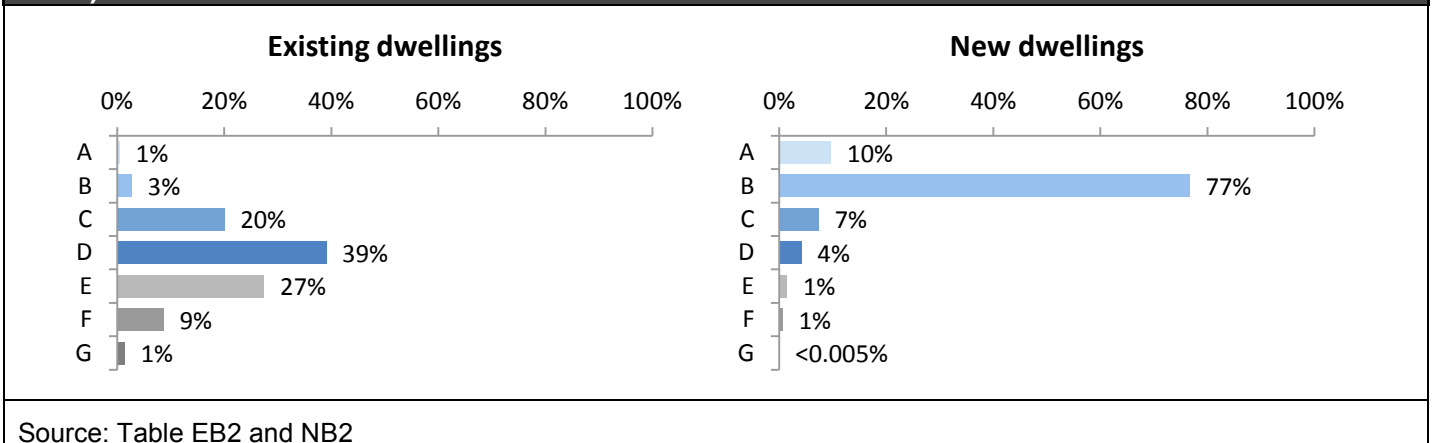 Existing dwellings
0% 20% 40% 60% 80% 100%
A 1%
B 3%
C 20%
D 39%
E 27%
F 9%
G 1%
New dwellings
0% 20% 40% 60% 80% 100%
A 10%
B 77%
C 7%
D 4%
E 1%
F 1%
G <0.005%
Source: Table EB2 and NB2